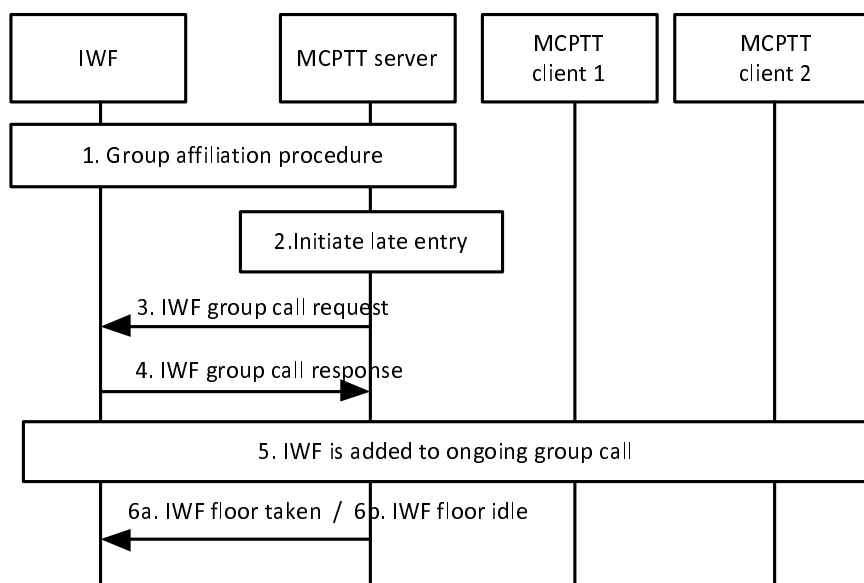 IWF
MCPTT server
MCPTT
client 1
MCPTT
client 2
1. Group affiliation procedure
2.Initiate late entry
3. IWF group call request
4. IWF group call response
5. IWF is added to ongoing group call
6a. IWF floor taken / 6b. IWF floor idle